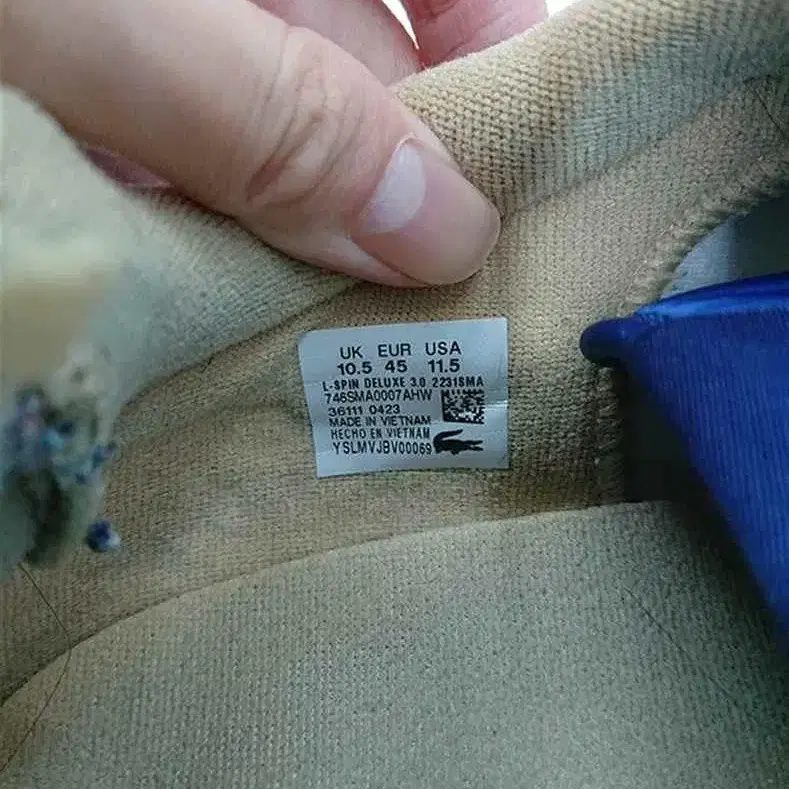 UK EUR USA
10.5 45 11.5
L-SPIN DELUXE 3.0 2231SMA
746SMA0007AHW
36111 0423
MADE IN VIETNAM
HECHO EN VIETNAM
YSLMVJBV00069